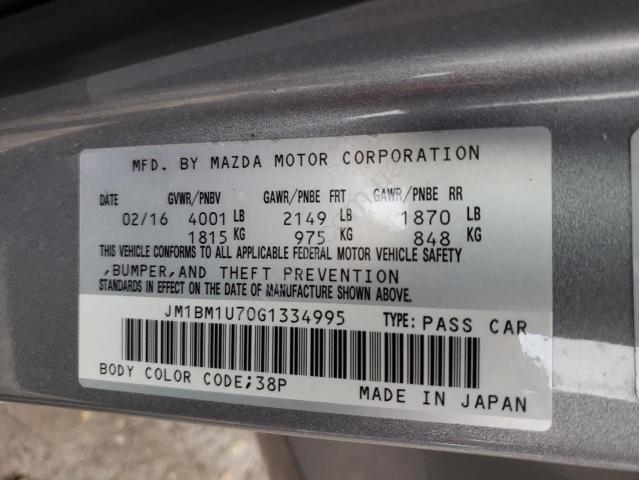 MFD. BY MAZDA MOTOR CORPORATION
DATE GVWR/PNBV GAWR/PNBE FRT GAWR/PNBE RR
02/16 4001 LB 2149 LB 1870 LB
1815 KG 975 KG 848 KG
THIS VEHICLE CONFORMS TO ALL APPLICABLE FEDERAL MOTOR VEHICLE SAFETY
,BUMPER,AND THEFT PREVENTION
STANDARDS IN EFFECT ON THE DATE OF MANUFACTURE SHOWN ABOVE.
JM1BM1U70G1334995 TYPE: PASS CAR
BODY COLOR CODE;38P MADE IN JAPAN